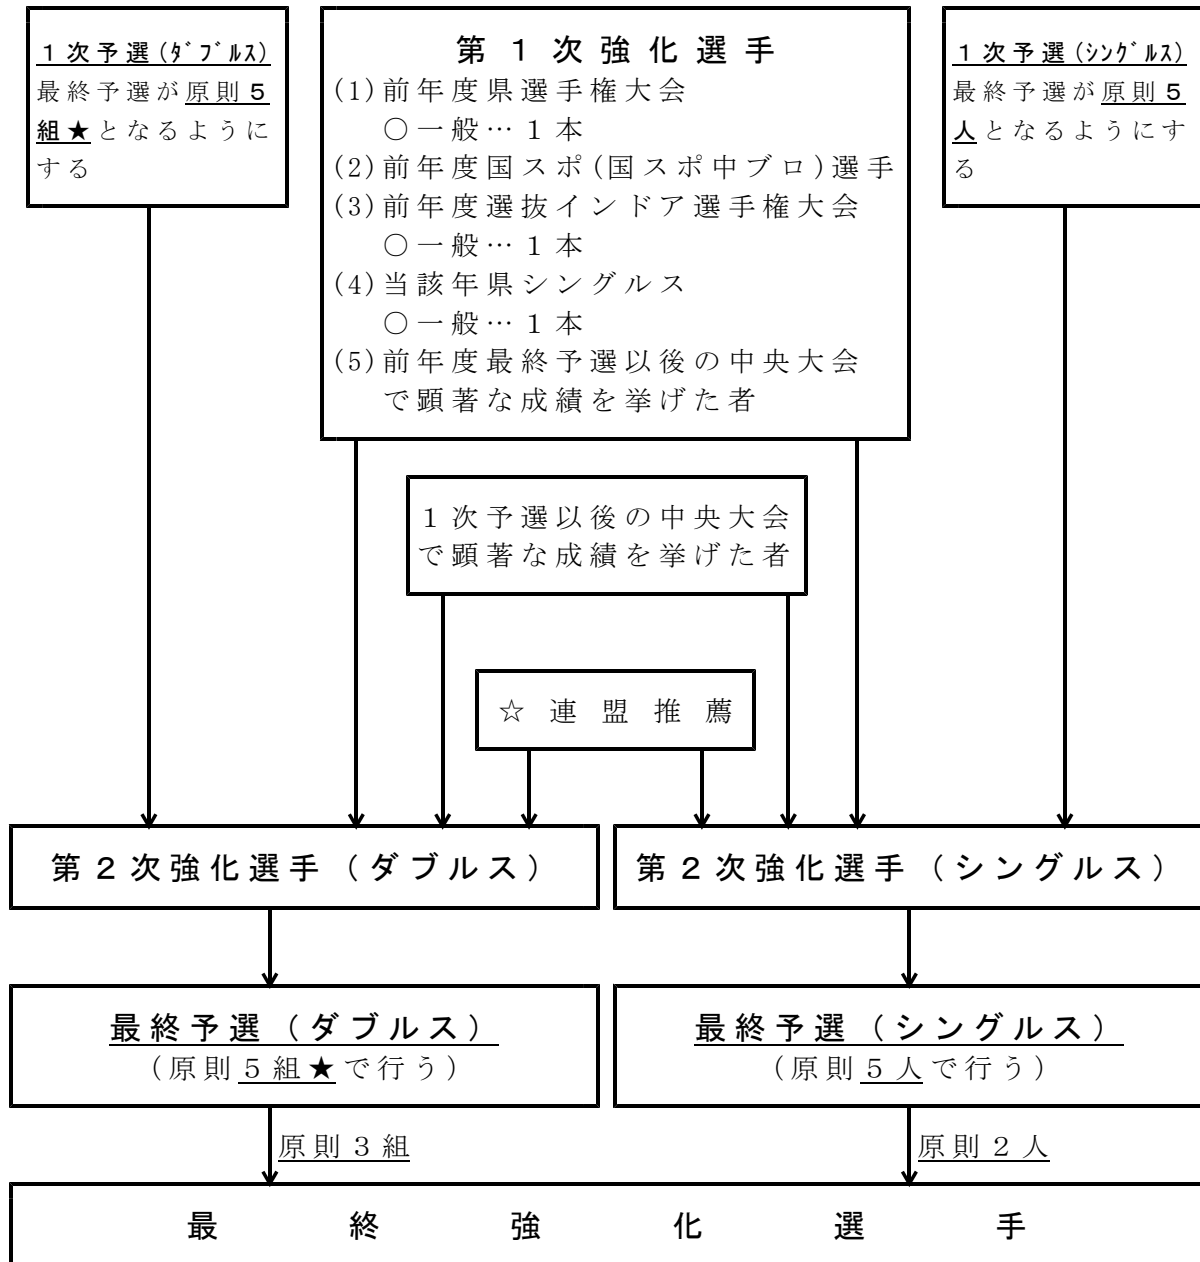 １次予選(ﾀﾞﾌﾞﾙｽ)
最終予選が原則５
組★となるように
する
第１次強化選手
(1)前年度県選手権大会
○一般…１本
(2)前年度国スポ(国スポ中ブロ)選手
(3)前年度選抜インドア選手権大会
○一般…１本
(4)当該年県シングルス
○一般…１本
(5)前年度最終予選以後の中央大会
で顕著な成績を挙げた者
１次予選(ｼﾝｸﾞﾙｽ)
最終予選が原則５
人となるようにす
る
１次予選以後の中央大会
で顕著な成績を挙げた者
☆連盟推薦
第２次強化選手（ダブルス）
第２次強化選手（シングルス）
最終予選（ダブルス）
（原則５組★で行う）
最終予選（シングルス）
（原則５人で行う）
原則３組
原則２人
最終強化選手